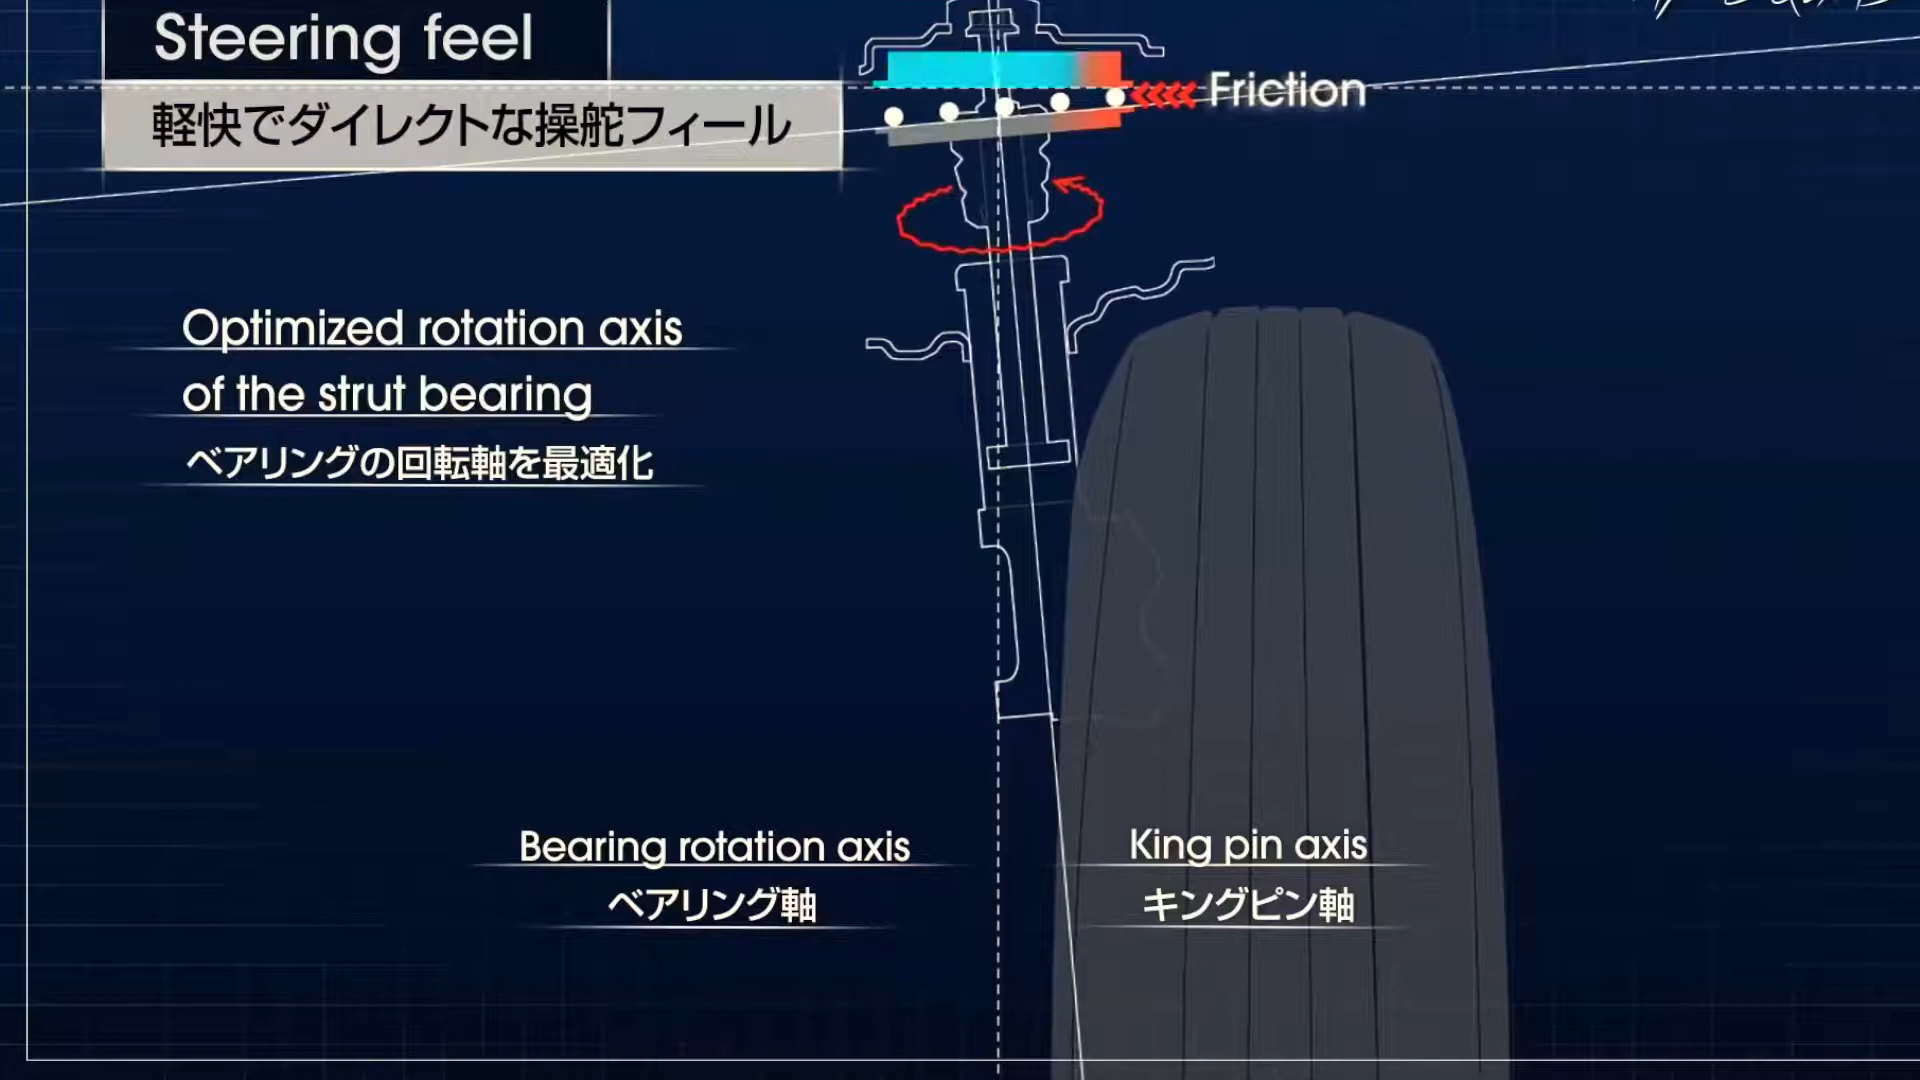 Steering feel
軽快でダイレクトな操舵フィール
Friction
Optimized rotation axis
of the strut bearing
ベアリングの回転軸を最適化
Bearing rotation axis
ベアリング軸
King pin axis
キングピン軸